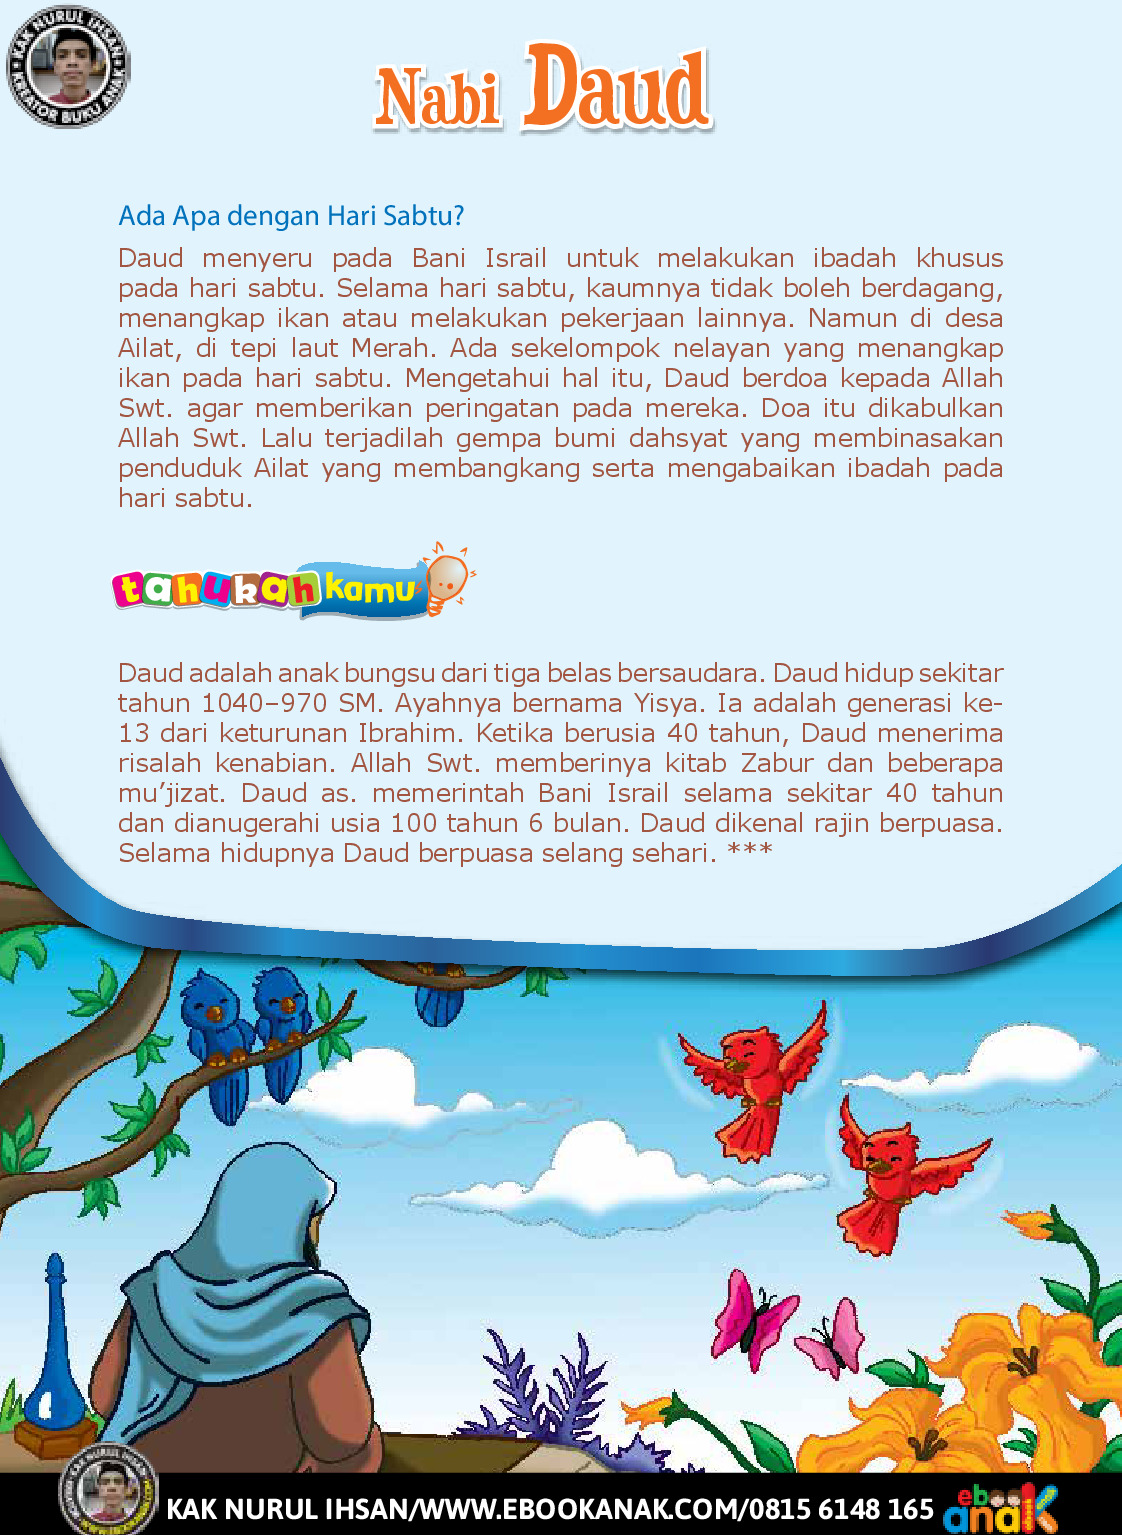 KAK NURUL IHSAN
KREATOR BUKU ANAK
Nabi Daud
Ada Apa dengan Hari Sabtu?
Daud menyeru pada Bani Israil untuk melakukan ibadah khusus
pada hari sabtu. Selama hari sabtu, kaumnya tidak boleh berdagang,
menangkap ikan atau melakukan pekerjaan lainnya. Namun di desa
Ailat, di tepi laut Merah. Ada sekelompok nelayan yang menangkap
ikan pada hari sabtu. Mengetahui hal itu, Daud berdoa kepada Allah
Swt. agar memberikan peringatan pada mereka. Doa itu dikabulkan
Allah Swt. Lalu terjadilah gempa bumi dahsyat yang membinasakan
penduduk Ailat yang membangkang serta mengabaikan ibadah pada
hari sabtu.
tahukah kamu
Daud adalah anak bungsu dari tiga belas bersaudara. Daud hidup sekitar
tahun 1040–970 SM. Ayahnya bernama Yisya. Ia adalah generasi ke-
13 dari keturunan Ibrahim. Ketika berusia 40 tahun, Daud menerima
risalah kenabian. Allah Swt. memberinya kitab Zabur dan beberapa
mu’jizat. Daud as. memerintah Bani Israil selama sekitar 40 tahun
dan dianugerahi usia 100 tahun 6 bulan. Daud dikenal rajin berpuasa.
Selama hidupnya Daud berpuasa selang sehari. ***
KAK NURUL IHSAN/WWW.EBOOKANAK.COM/0815 6148 165
ebook
anak